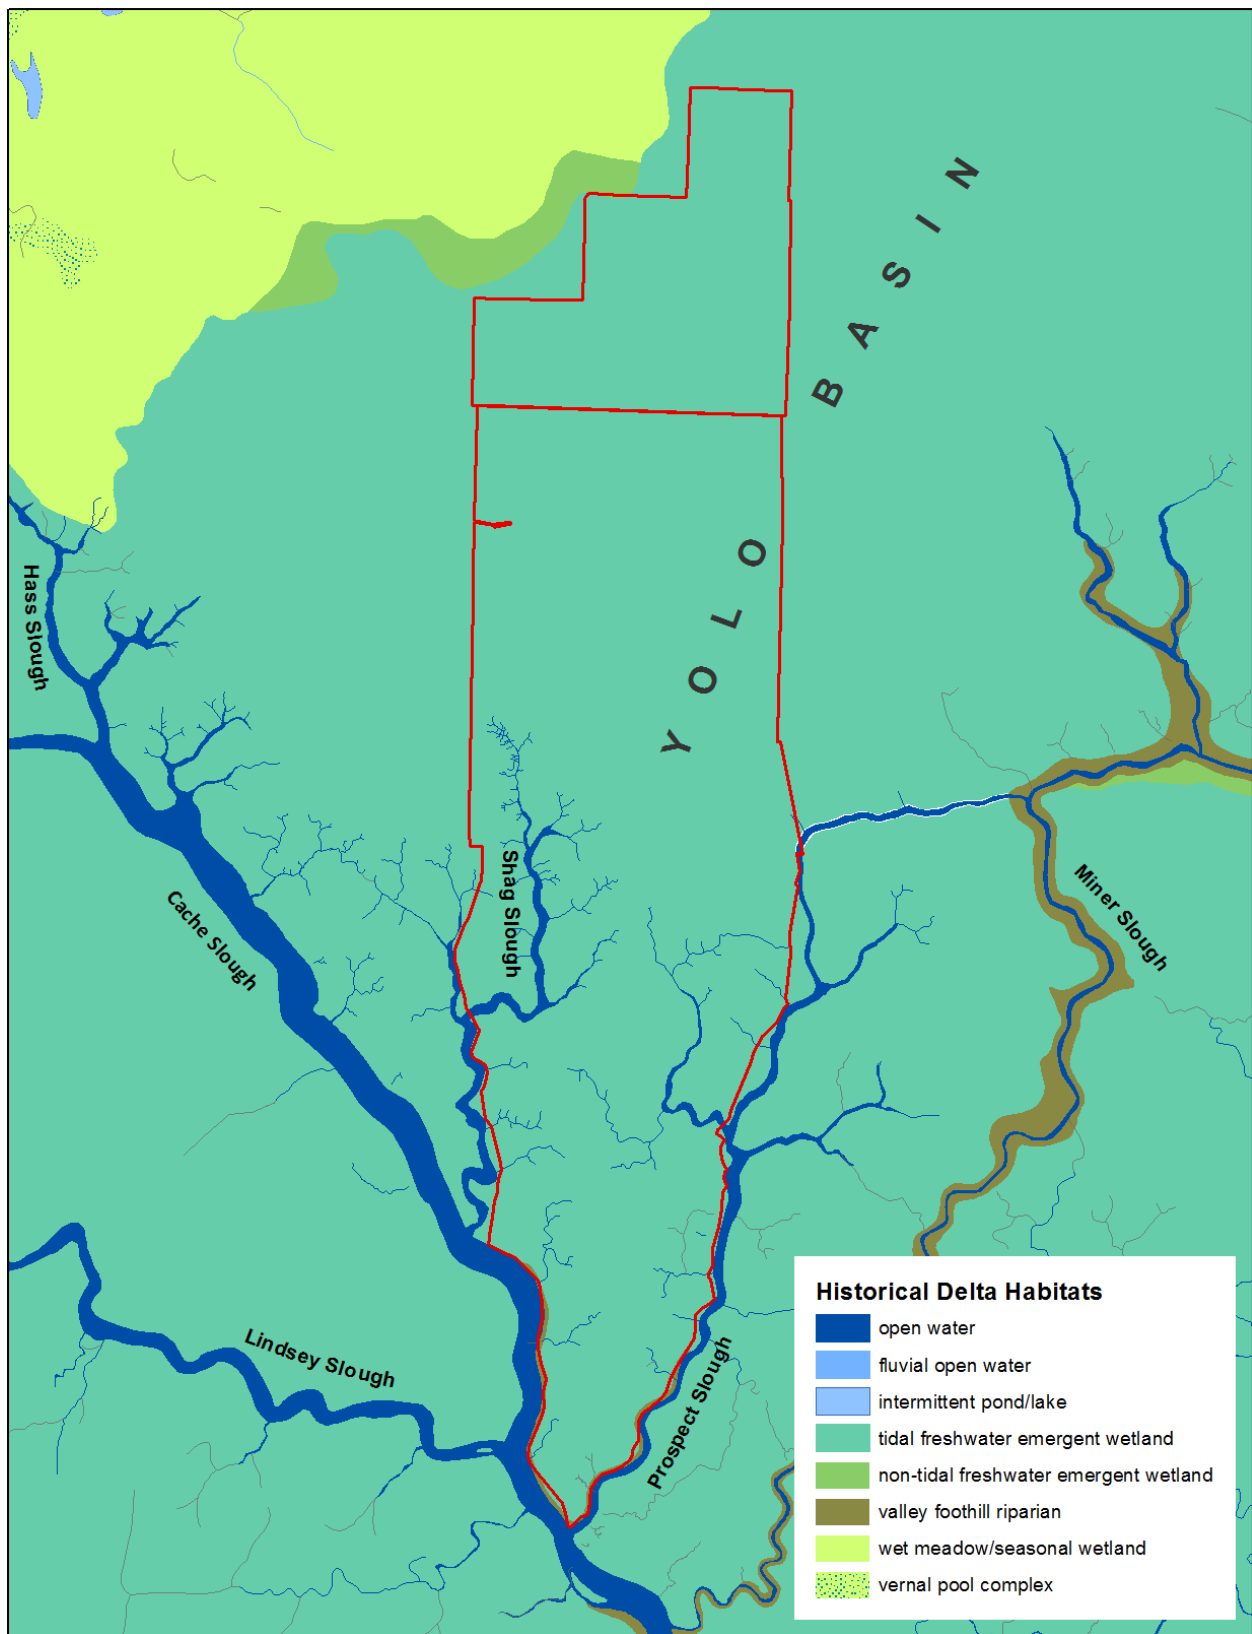 BASIN
YOLO
Hass Slough
Shag Slough
Cache Slough
Miner Slough
Lindsey Slough
Prospect Slough
Historical Delta Habitats
open water
fluvial open water
intermittent pond/lake
tidal freshwater emergent wetland
non-tidal freshwater emergent wetland
valley foothill riparian
wet meadow/seasonal wetland
vernal pool complex